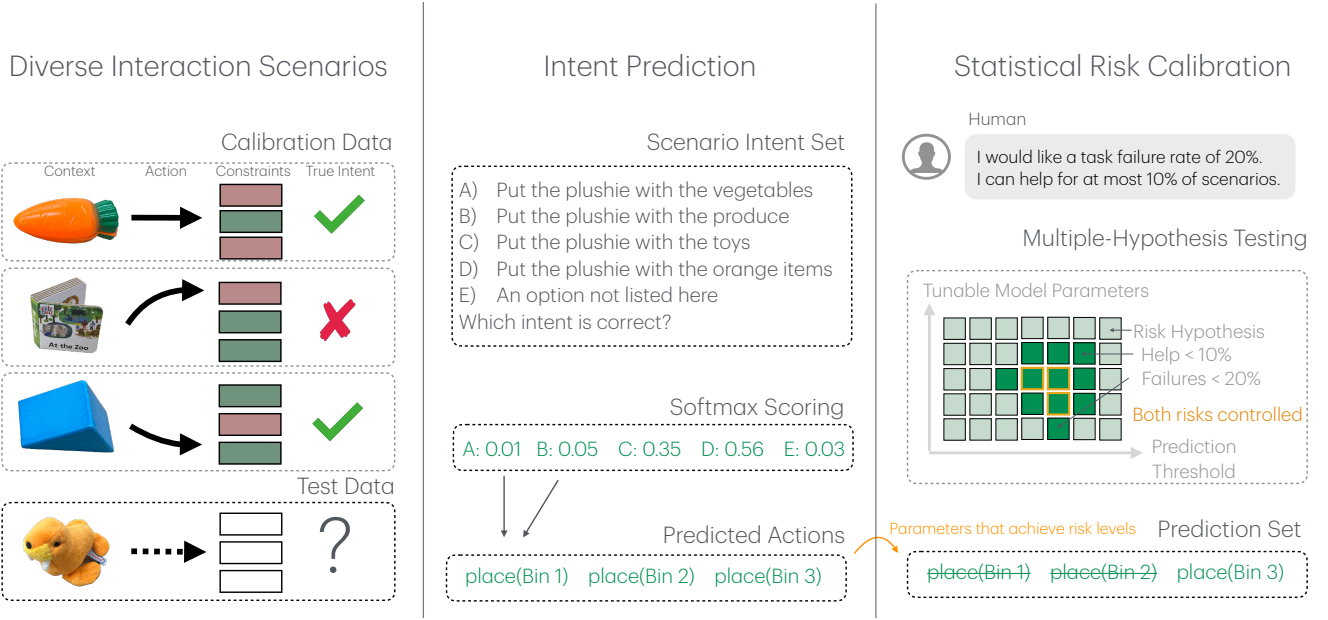 Diverse Interaction Scenarios
Calibration Data
Context Action Constraints True Intent
At the Zoo
Test Data
?
Intent Prediction
Scenario Intent Set
A) Put the plushie with the vegetables
B) Put the plushie with the produce
C) Put the plushie with the toys
D) Put the plushie with the orange items
E) An option not listed here
Which intent is correct?
Softmax Scoring
A: 0.01 B: 0.05 C: 0.35 D: 0.56 E: 0.03
Predicted Actions
place(Bin 1) place(Bin 2) place(Bin 3)
Statistical Risk Calibration
Human
I would like a task failure rate of 20%.
I can help for at most 10% of scenarios.
Multiple-Hypothesis Testing
Tunable Model Parameters
Risk Hypothesis
Help < 10%
Failures < 20%
Both risks controlled
Prediction
Threshold
Parameters that achieve risk levels
Prediction Set
place(Bin 1) place(Bin 2) place(Bin 3)